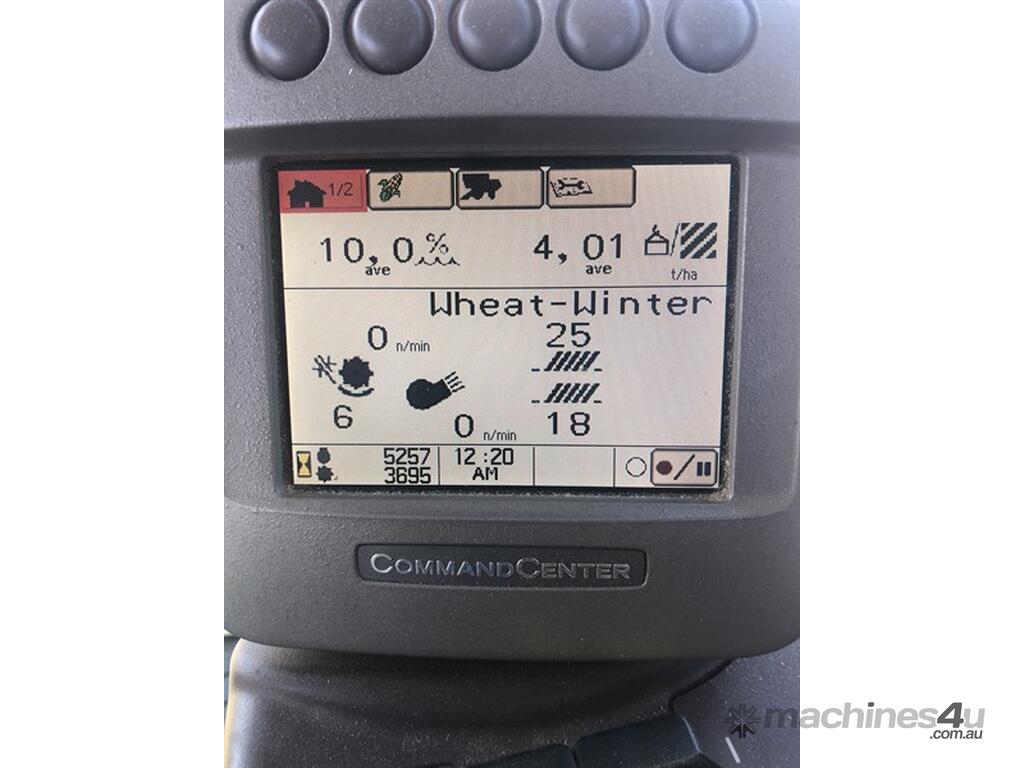 1/2
10,0 % 4,01
ave ave
t/ha
Wheat-Winter
0 n/min 25
6 0 n/min 18
5257 12:20
3695 AM
COMMANDCENTER
machines4u
.com.au